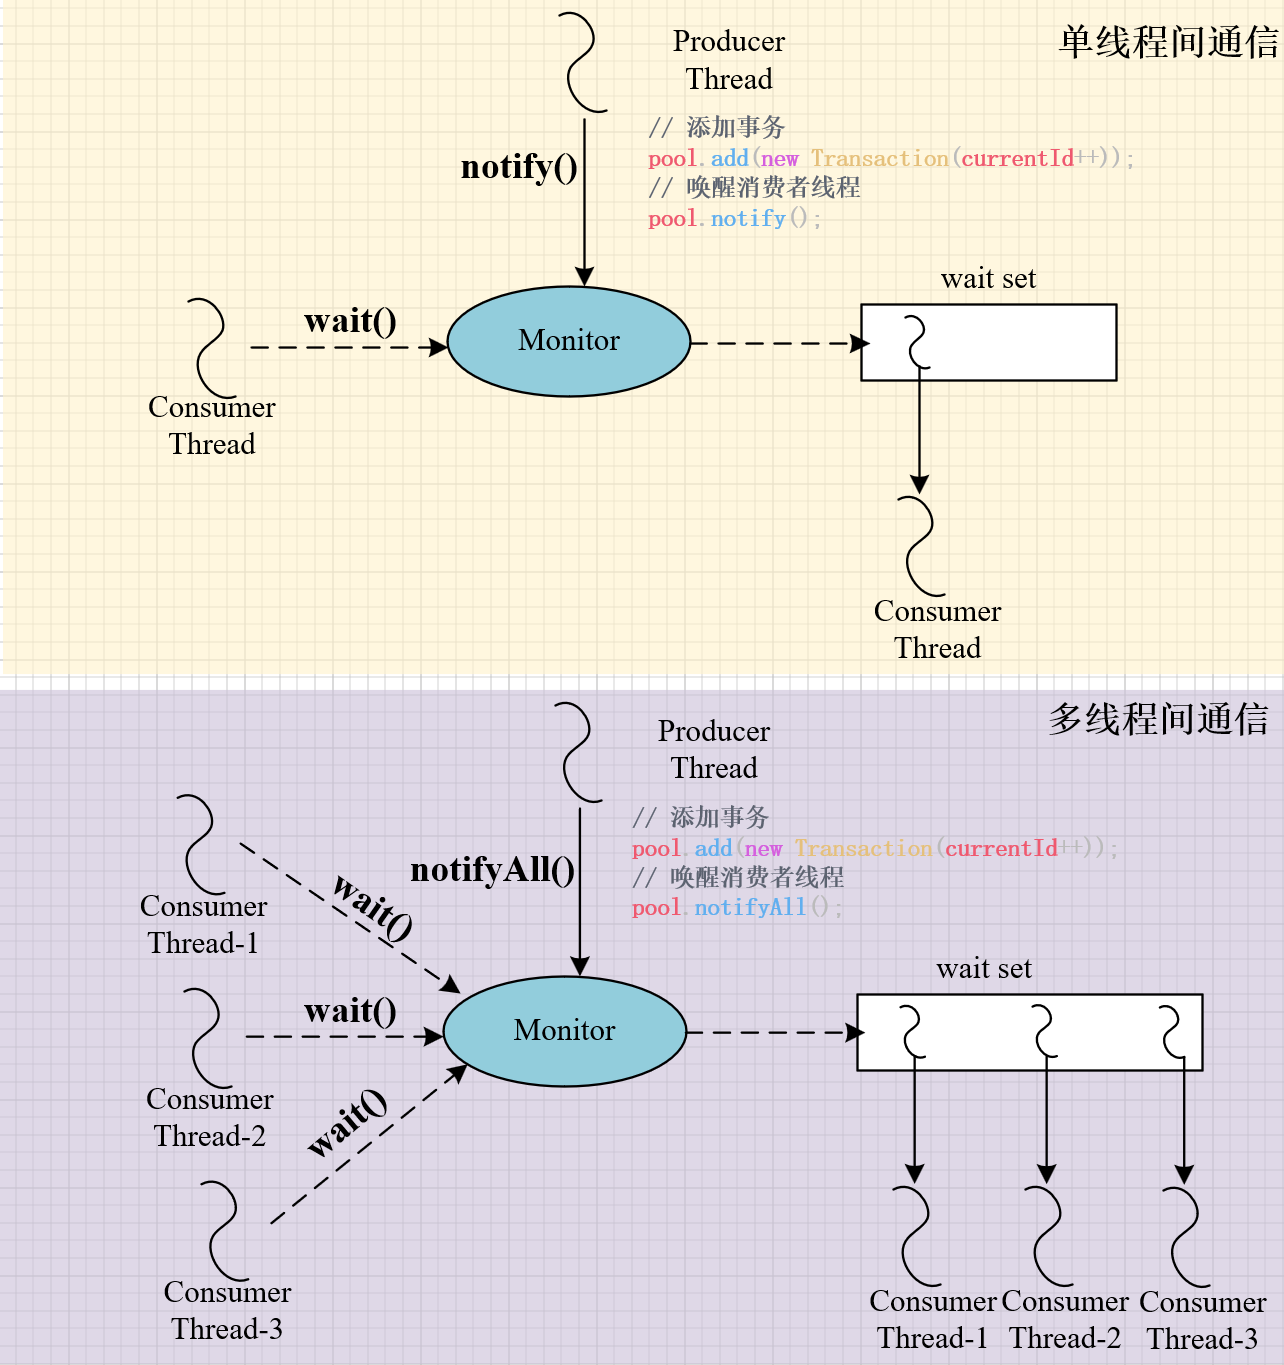 单线程间通信
Producer
Thread
// 添加事务
pool.add(new Transaction(currentId++));
// 唤醒消费者线程
pool.notify();
notify()
wait set
wait()
Monitor
Consumer
Thread
Consumer
Thread
多线程间通信
Producer
Thread
// 添加事务
pool.add(new Transaction(currentId++));
// 唤醒消费者线程
pool.notifyAll();
notifyAll()
wait()
Consumer
Thread-1
wait set
wait()
Monitor
Consumer
Thread-2
wait()
Consumer
Thread-3
Consumer
Thread-1
Consumer
Thread-2
Consumer
Thread-3